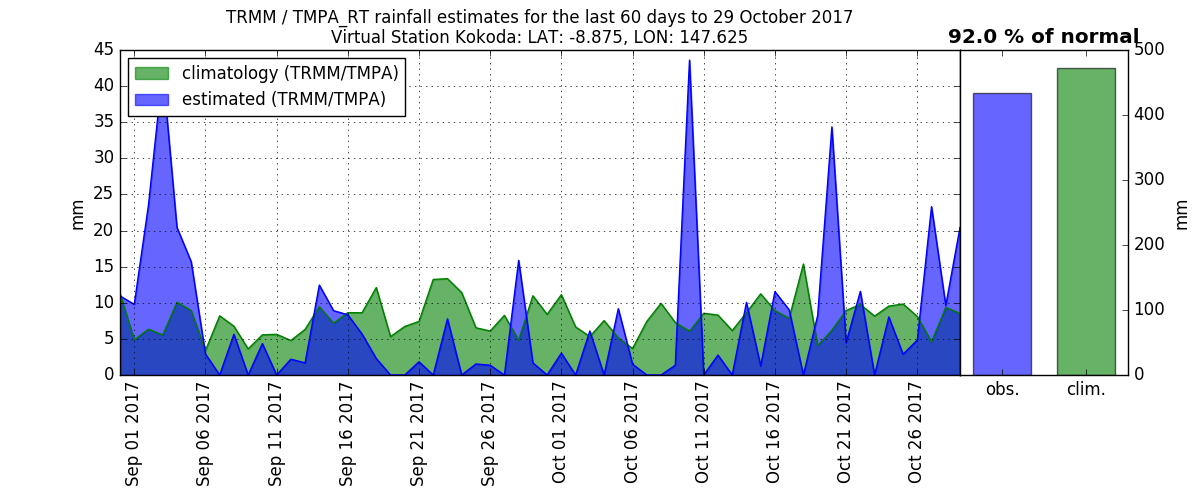 TRMM / TMPA_RT rainfall estimates for the last 60 days to 29 October 2017
Virtual Station Kokoda: LAT: -8.875, LON: 147.625
92.0 % of normal
climatology (TRMM/TMPA)
estimated (TRMM/TMPA)
45
40
35
30
25
20
15
10
5
0
mm
Sep 01 2017
Sep 06 2017
Sep 11 2017
Sep 16 2017
Sep 21 2017
Sep 26 2017
Oct 01 2017
Oct 06 2017
Oct 11 2017
Oct 16 2017
Oct 21 2017
Oct 26 2017
obs.
clim.
500
400
300
200
100
0
mm